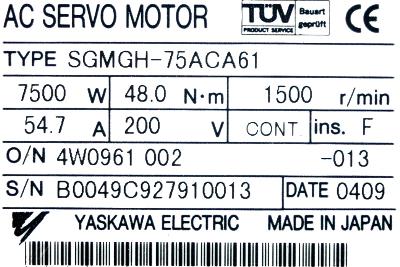 AC SERVO MOTOR TÜV PRODUCT SERVICE Bauart geprüft CE
TYPE SGMGH-75ACA61
7500 W 48.0 N·m 1500 r/min
54.7 A 200 V CONT. ins. F
O/N 4W0961 002 -013
S/N B0049C927910013 DATE 0409
YASKAWA ELECTRIC MADE IN JAPAN